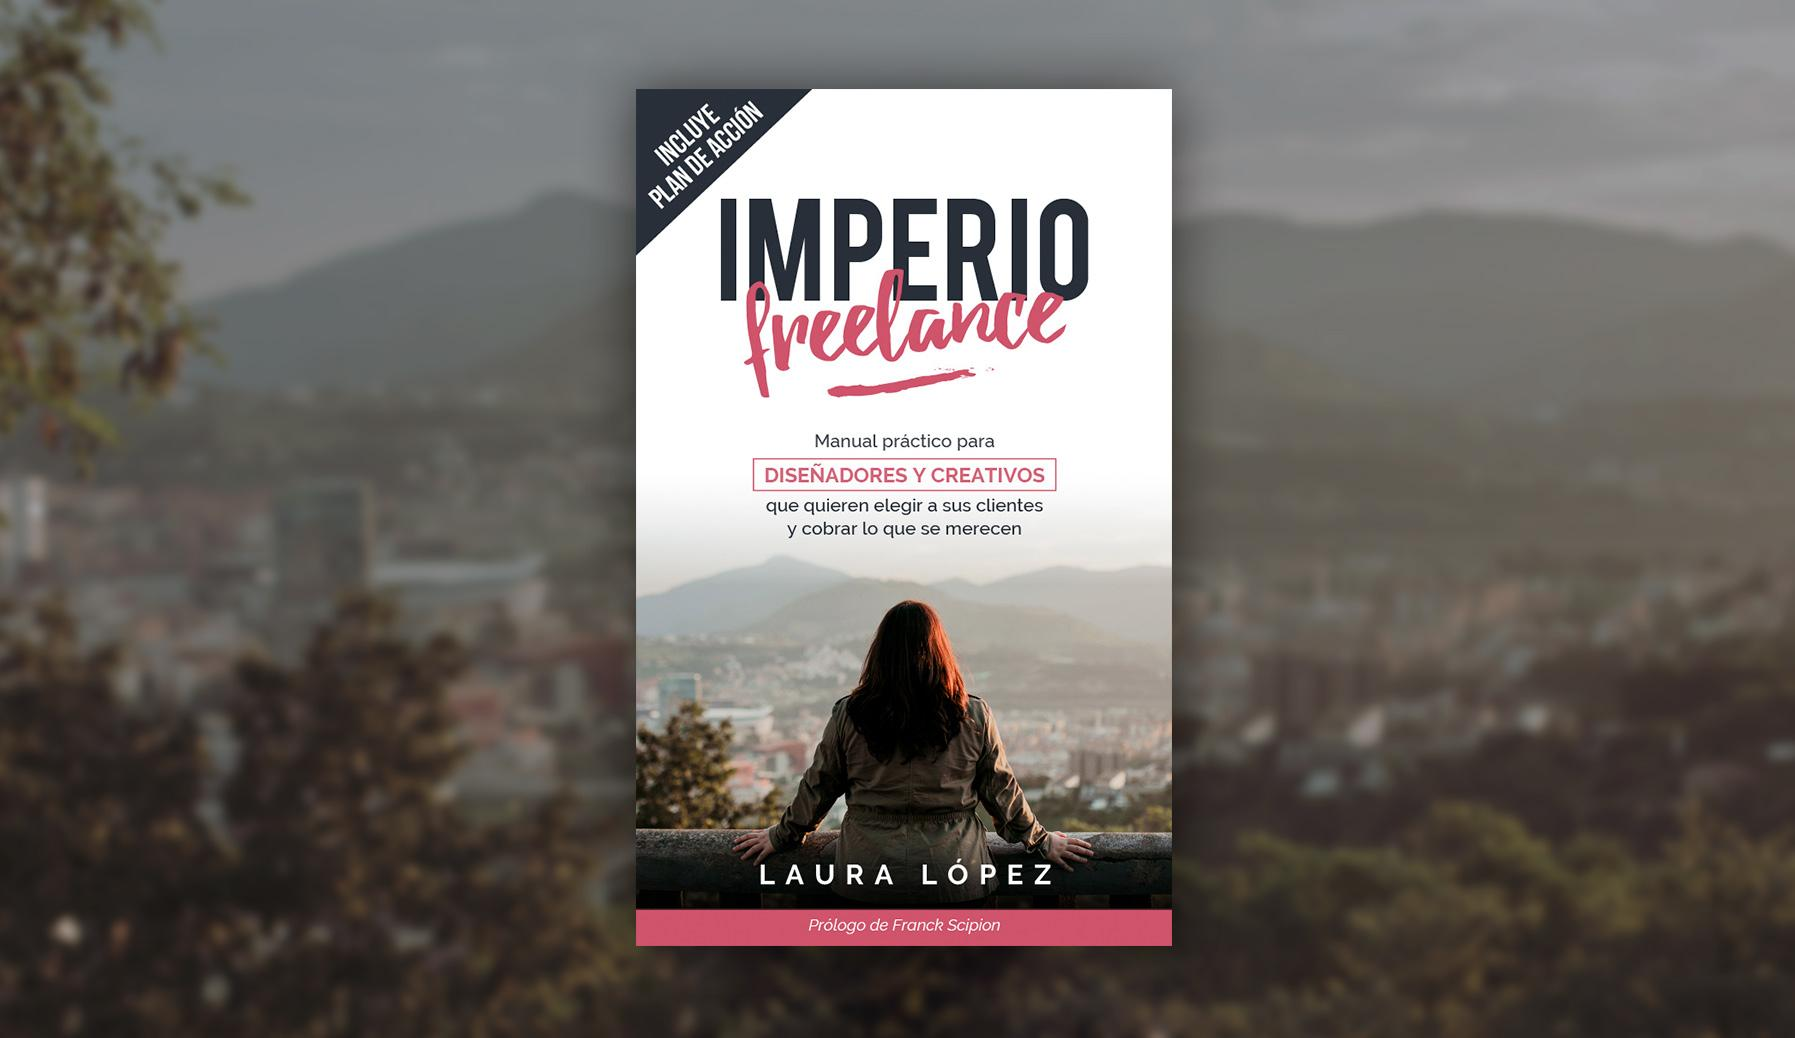 INCLUYE
PLAN DE ACCIÓN
IMPERIO
freelance
Manual práctico para
DISEÑADORES Y CREATIVOS
que quieren elegir a sus clientes
y cobrar lo que se merecen
LAURA LÓPEZ
Prólogo de Franck Scipion